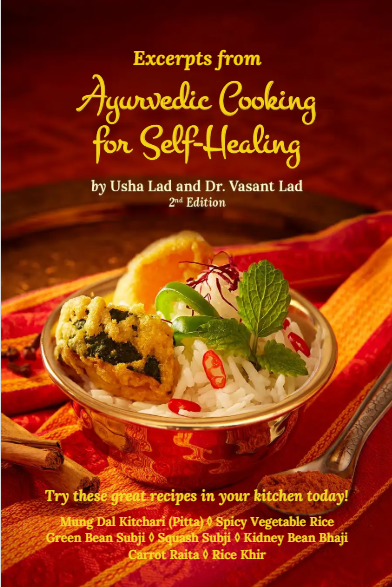 Excerpts from
Ayurvedic Cooking
for Self-Healing
by Usha Lad and Dr. Vasant Lad
2nd Edition
Try these great recipes in your kitchen today!
Mung Dal Kitchari (Pitta) ◊ Spicy Vegetable Rice
Green Bean Subji ◊ Squash Subji ◊ Kidney Bean Bhaji
Carrot Raita ◊ Rice Khir